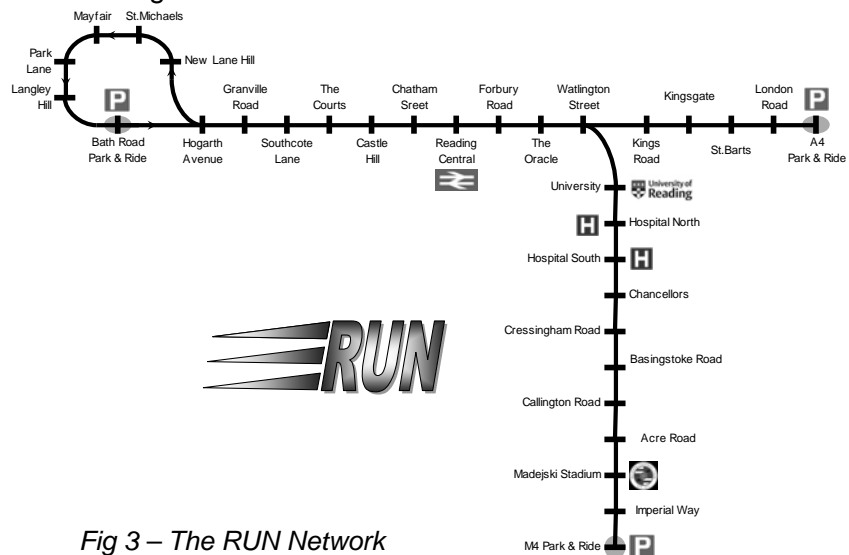 Mayfair
St.Michaels
Park
Lane
New Lane Hill
Langley
Hill
P
Bath Road
Park & Ride
Hogarth
Avenue
Granville
Road
Southcote
Lane
The
Courts
Castle
Hill
Chatham
Sreet
Reading
Central
Forbury
Road
The
Oracle
Watlington
Street
Kings
Road
Kingsgate
St.Barts
London
Road
P
A4
Park & Ride
University
University of
Reading
H
Hospital North
Hospital South
H
Chancellors
Cressingham Road
Basingstoke Road
Callington Road
Acre Road
Madejski Stadium
Imperial Way
M4 Park & Ride
P
RUN
Fig 3 – The RUN Network